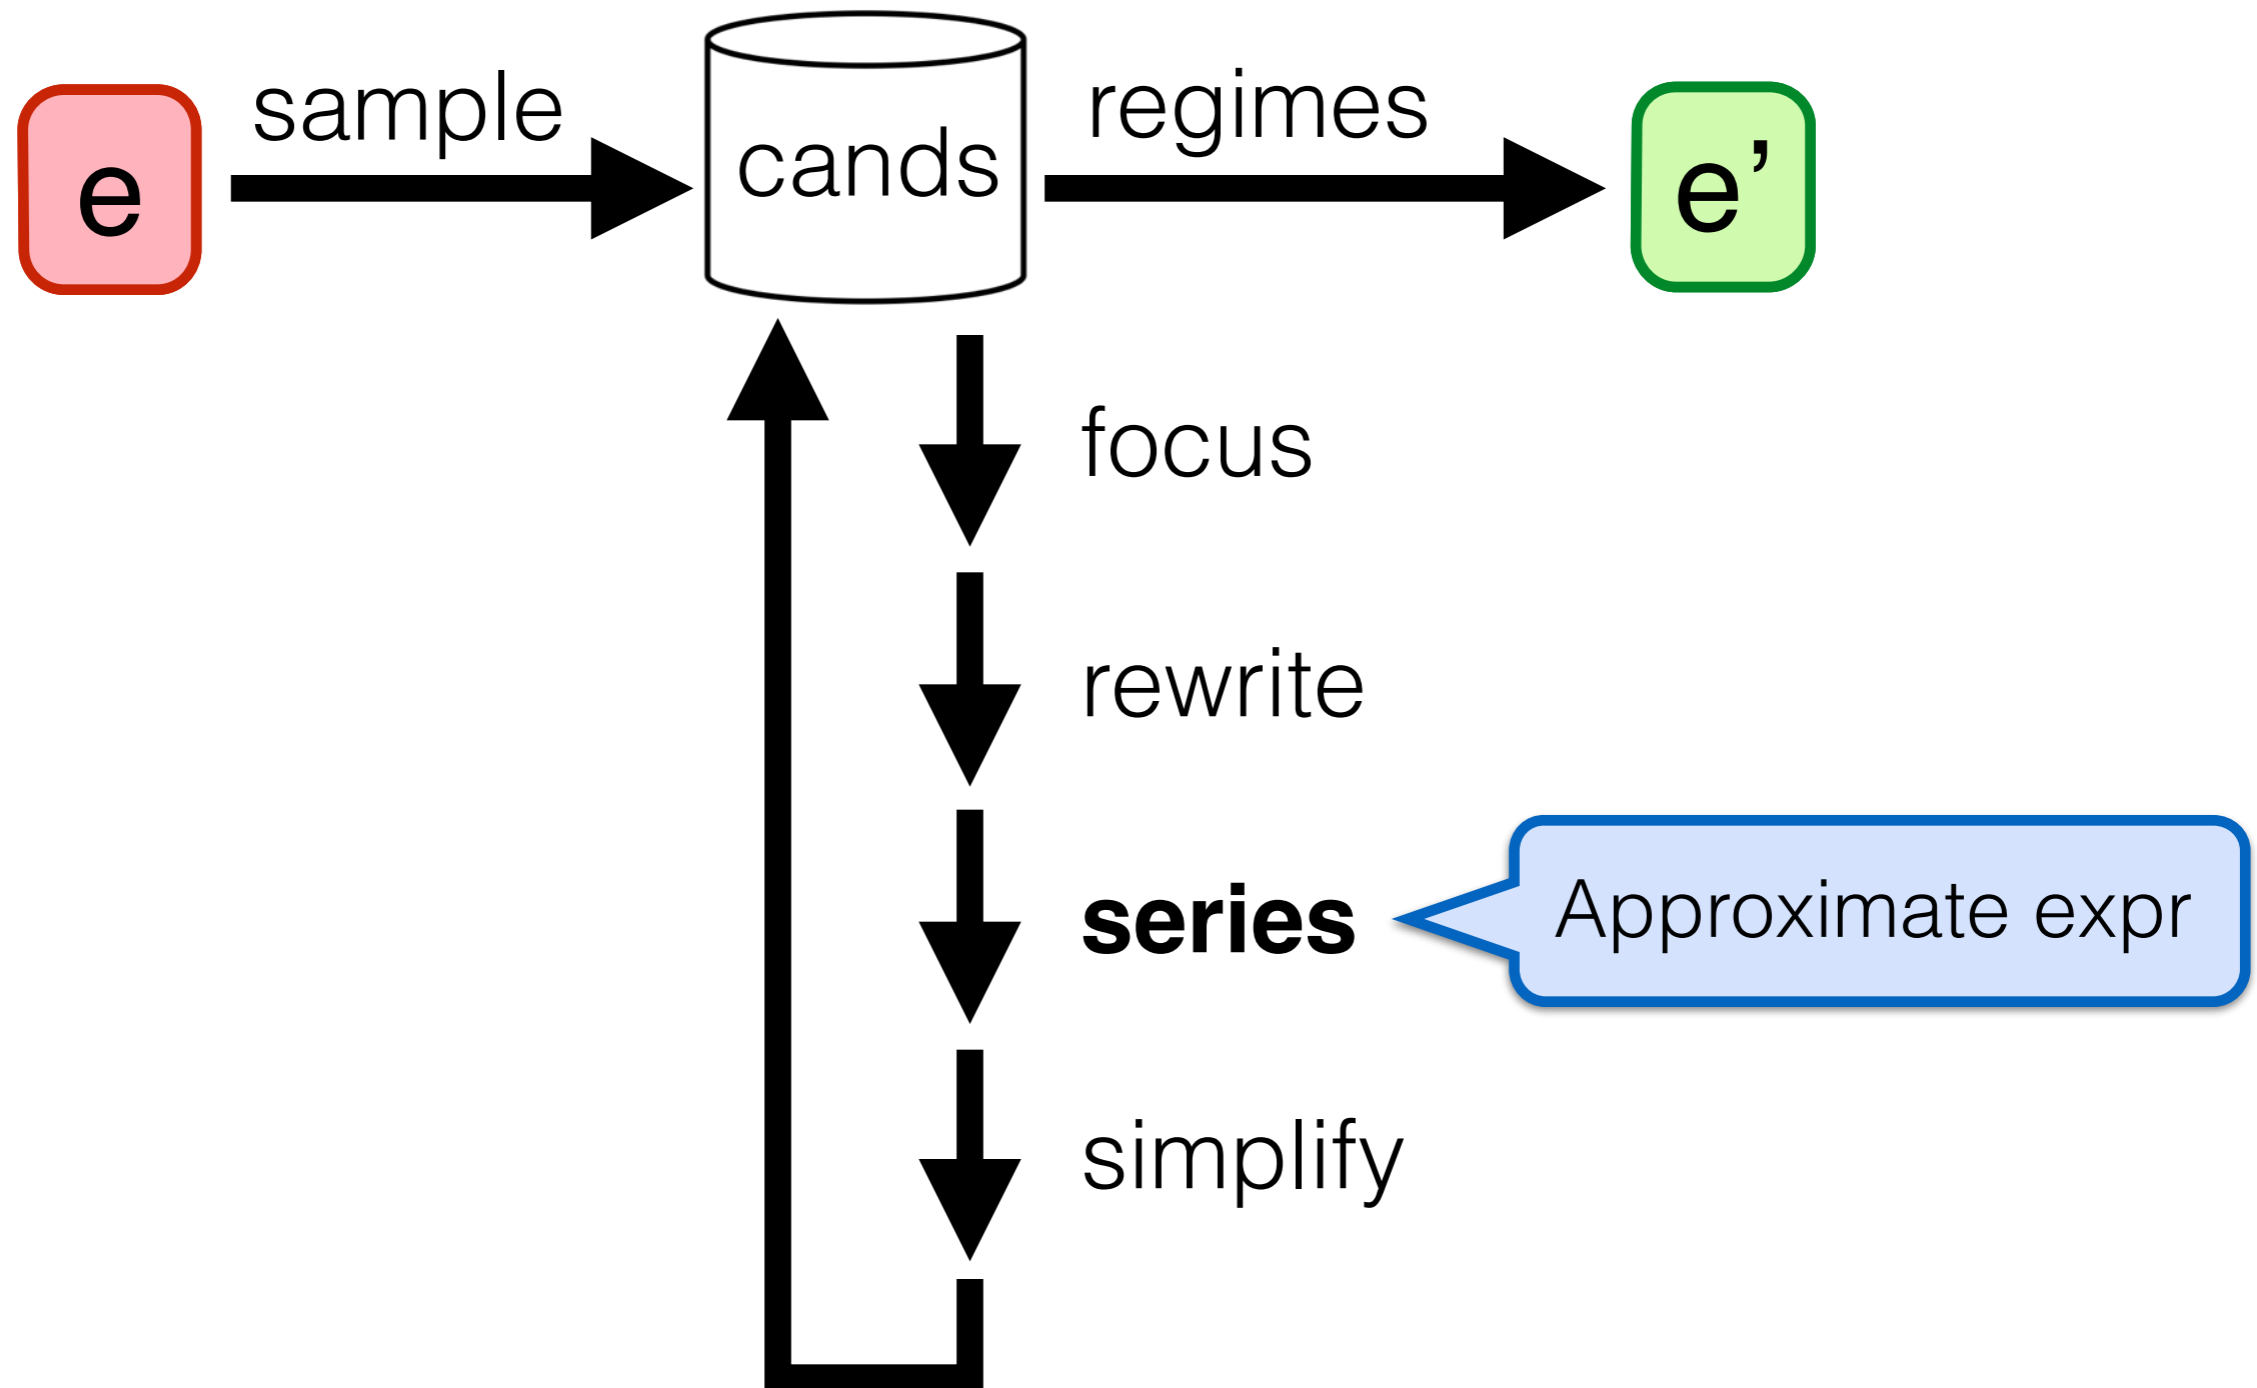 e
sample
cands
regimes
e’
focus
rewrite
series
Approximate expr
simplify